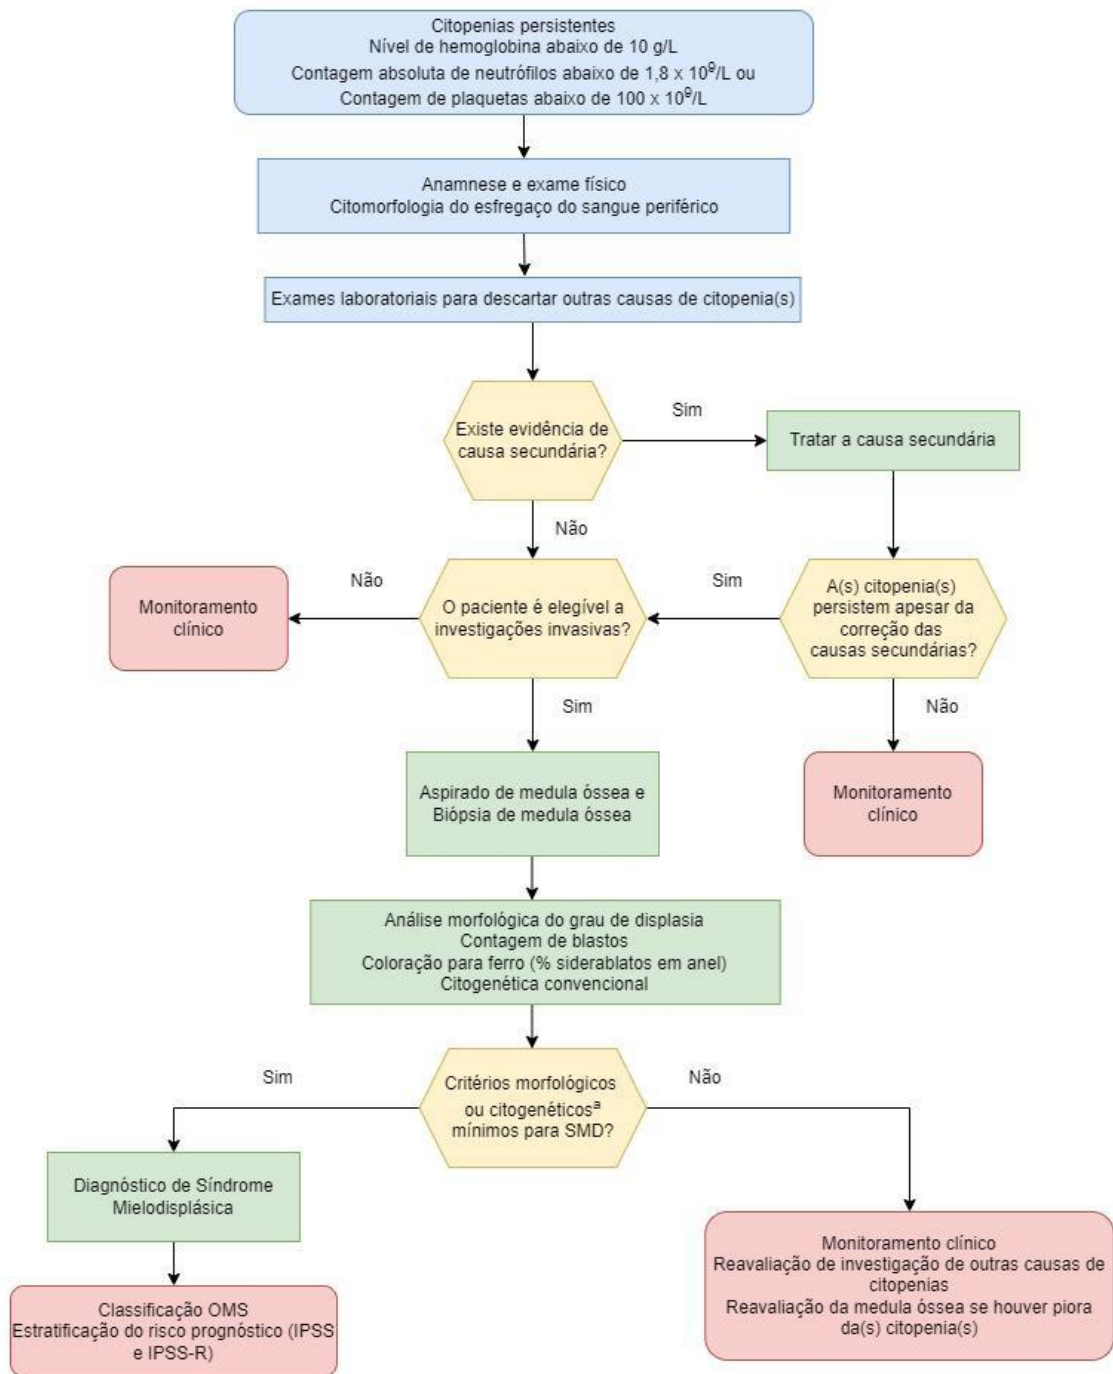 Citopenias persistentes
Nível de hemoglobina abaixo de 10 g/L
Contagem absoluta de neutrófilos abaixo de 1,8 x 10⁹/L ou
Contagem de plaquetas abaixo de 100 x 10⁹/L
Anamnese e exame físico
Citomorfologia do esfregaço do sangue periférico
Exames laboratoriais para descartar outras causas de citopenia(s)
Existe evidência de
causa secundária?
Sim
Tratar a causa secundária
Não
A(s) citopenia(s)
persistem apesar da
correção das
causas secundárias?
Sim
O paciente é elegível a
investigações invasivas?
Não
Monitoramento
clínico
Sim
Não
Monitoramento
clínico
Aspirado de medula óssea e
Biópsia de medula óssea
Análise morfológica do grau de displasia
Contagem de blastos
Coloração para ferro (% siderablatos em anel)
Citogenética convencional
Critérios morfológicos
ou citogenéticosª
mínimos para SMD?
Sim
Não
Diagnóstico de Síndrome
Mielodisplásica
Classificação OMS
Estratificação do risco prognóstico (IPSS
e IPSS-R)
Monitoramento clínico
Reavaliação de investigação de outras causas de
citopenias
Reavaliação da medula óssea se houver piora
da(s) citopenia(s)